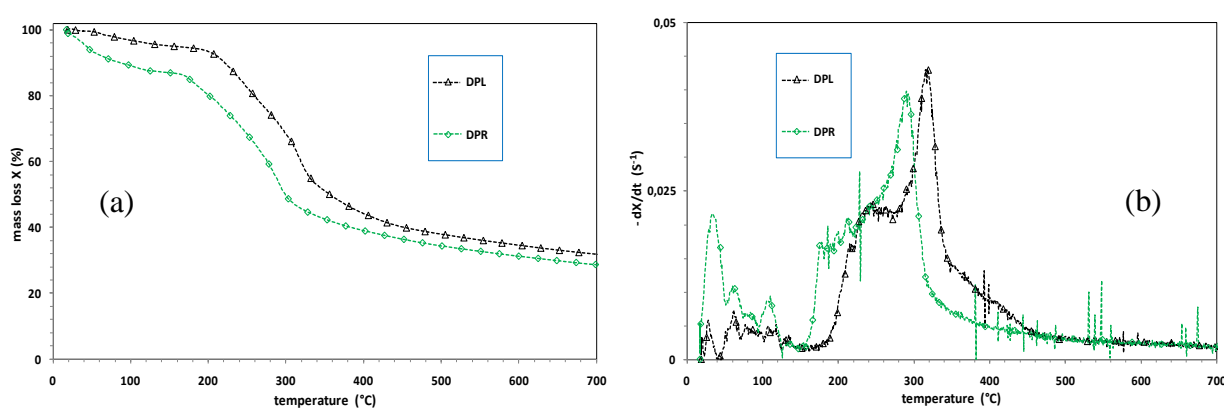 100
80
60
40
20
0
0 100 200 300 400 500 600 700
mass loss X (%)
temperature (°C)
DPL
DPR
(a)
0,05
0,025
0
0 100 200 300 400 500 600 700
- dX/dt (S⁻¹)
temperature (°C)
DPL
DPR
(b)